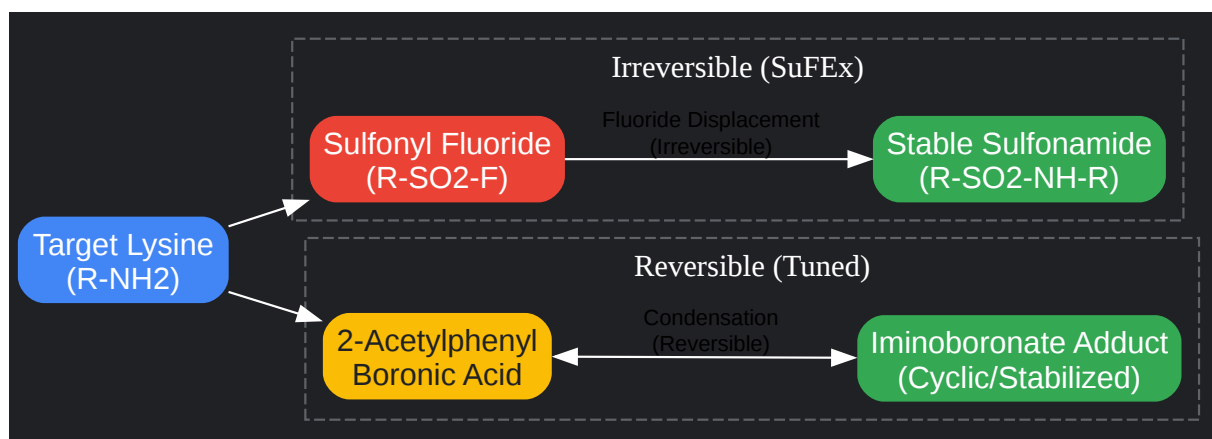 Irreversible (SuFEx)
Sulfonyl Fluoride
(R-SO2-F)
Fluoride Displacement
(Irreversible)
Stable Sulfonamide
(R-SO2-NH-R)
Target Lysine
(R-NH2)
Reversible (Tuned)
2-Acetylphenyl
Boronic Acid
Condensation
(Reversible)
Iminoboronate Adduct
(Cyclic/Stabilized)